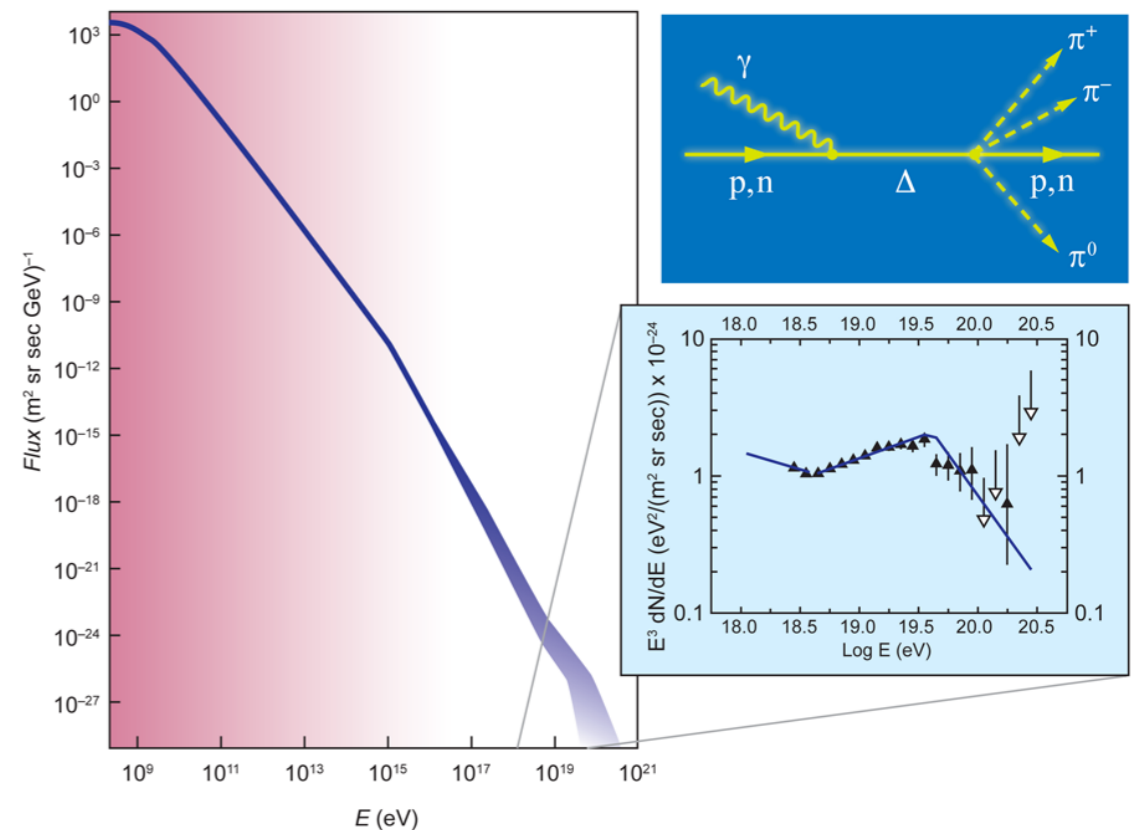 Flux (m² sr sec GeV)⁻¹
10³
10⁰
10⁻³
10⁻⁶
10⁻⁹
10⁻¹²
10⁻¹⁵
10⁻¹⁸
10⁻²¹
10⁻²⁴
10⁻²⁷
10⁹ 10¹¹ 10¹³ 10¹⁵ 10¹⁷ 10¹⁹ 10²¹
E (eV)
γ
π⁺
π⁻
p,n Δ p,n
π⁰
E³ dN/dE (eV²/(m² sr sec)) x 10⁻²⁴
18.0 18.5 19.0 19.5 20.0 20.5
10 10
1 1
0.1 0.1
18.0 18.5 19.0 19.5 20.0 20.5
Log E (eV)